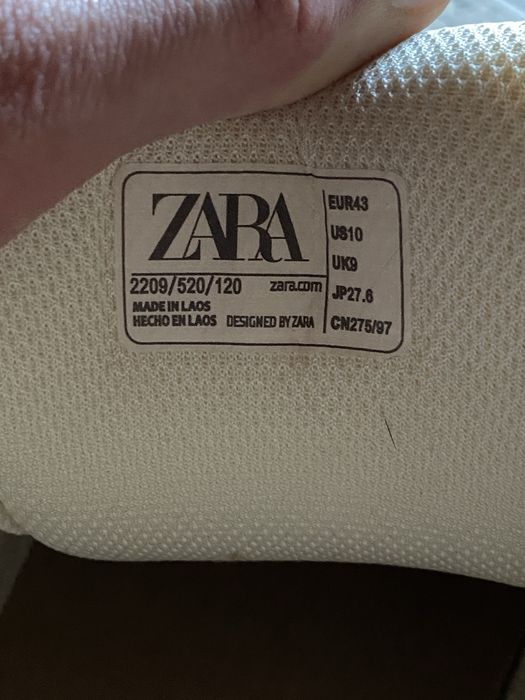 ZARA
2209/520/120 zara.com
MADE IN LAOS
HECHO EN LAOS DESIGNED BY ZARA
EUR43
US10
UK9
JP27.6
CN275/97